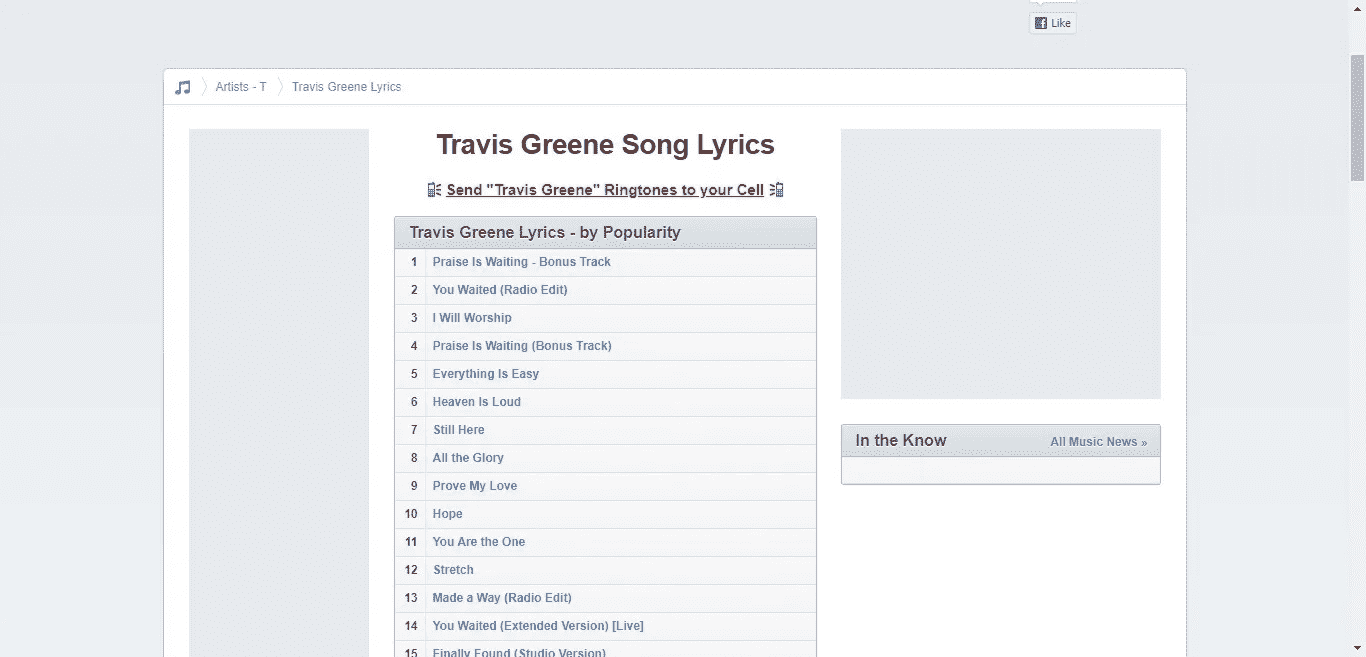 Like
Artists - T
Travis Greene Lyrics
Travis Greene Song Lyrics
Send "Travis Greene" Ringtones to your Cell
Travis Greene Lyrics - by Popularity
1 Praise Is Waiting - Bonus Track
2 You Waited (Radio Edit)
3 I Will Worship
4 Praise Is Waiting (Bonus Track)
5 Everything Is Easy
6 Heaven Is Loud
7 Still Here
8 All the Glory
9 Prove My Love
10 Hope
11 You Are the One
12 Stretch
13 Made a Way (Radio Edit)
14 You Waited (Extended Version) [Live]
15 Finally Found (Studio Version)
In the Know
All Music News »